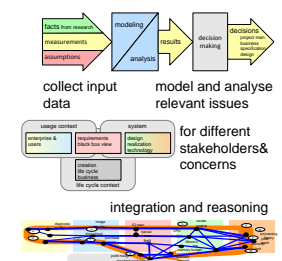 facts from research
measurements
assumptions
modeling
analysis
results
decision
making
decisions
project man.
business
specification
design
collect input
data
model and analyse
relevant issues
usage context
system
enterprise &
users
requirements
black box view
design
realization
technology
creation
life cycle
business
life cycle context
for different
stakeholders&
concerns
integration and reasoning